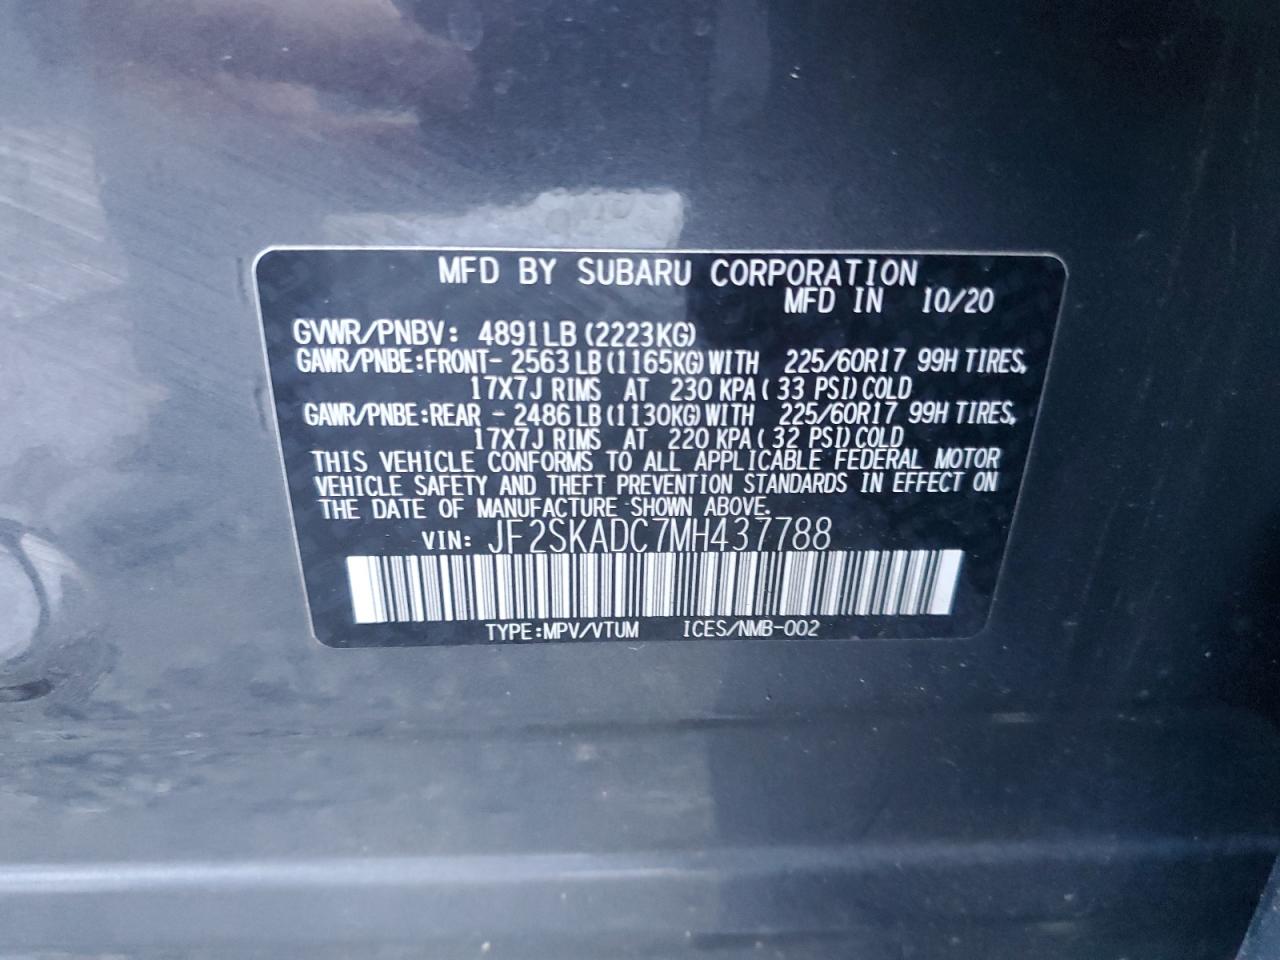 MFD BY SUBARU CORPORATION
MFD IN 10/20
GVWR/PNBV: 4891LB (2223KG)
GAWR/PNBE:FRONT- 2563LB (1165KG) WITH 225/60R17 99H TIRES,
17X7J RIMS AT 230 KPA ( 33 PSI) COLD
GAWR/PNBE:REAR - 2486LB (1130KG) WITH 225/60R17 99H TIRES,
17X7J RIMS AT 220 KPA ( 32 PSI) COLD
THIS VEHICLE CONFORMS TO ALL APPLICABLE FEDERAL MOTOR
VEHICLE SAFETY AND THEFT PREVENTION STANDARDS IN EFFECT ON
THE DATE OF MANUFACTURE SHOWN ABOVE.
VIN: JF2SKADC7MH437788
TYPE:MPV/VTUM ICES/NMB-002